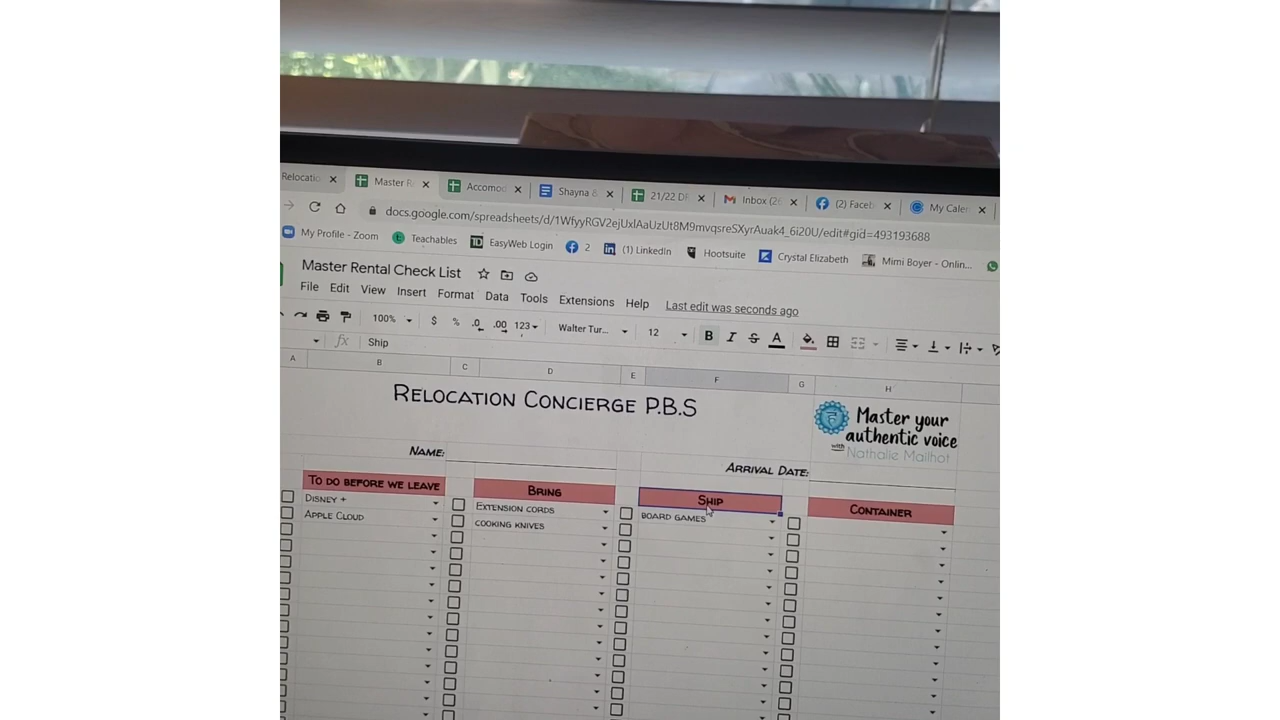 Relocatio
Master R
Accomod
Shayna &
21/22 D
Inbox (2
(2) Faceb
My Caler
docs.google.com/spreadsheets/d/1WfyyRGV2ejUxlAaUzUt8M9mvqsreSXyrAuak4_6i20U/edit#gid=493193688
My Profile - Zoom
Teachables
EasyWeb Login
2
(1) LinkedIn
Hootsuite
Crystal Elizabeth
Mimi Boyer - Onlin...
Master Rental Check List
File Edit View Insert Format Data Tools Extensions Help Last edit was seconds ago
100% $ % .0 .00 123 Walter Tur... 12 B I S A
fx Ship
A B C D E F G H
Relocation Concierge P.B.S
Master your
authentic voice
with Nathalie Mailhot
Name:
Arrival Date:
To do before we leave
Bring
Ship
Container
Disney +
Extension cords
board games
Apple Cloud
cooking knives